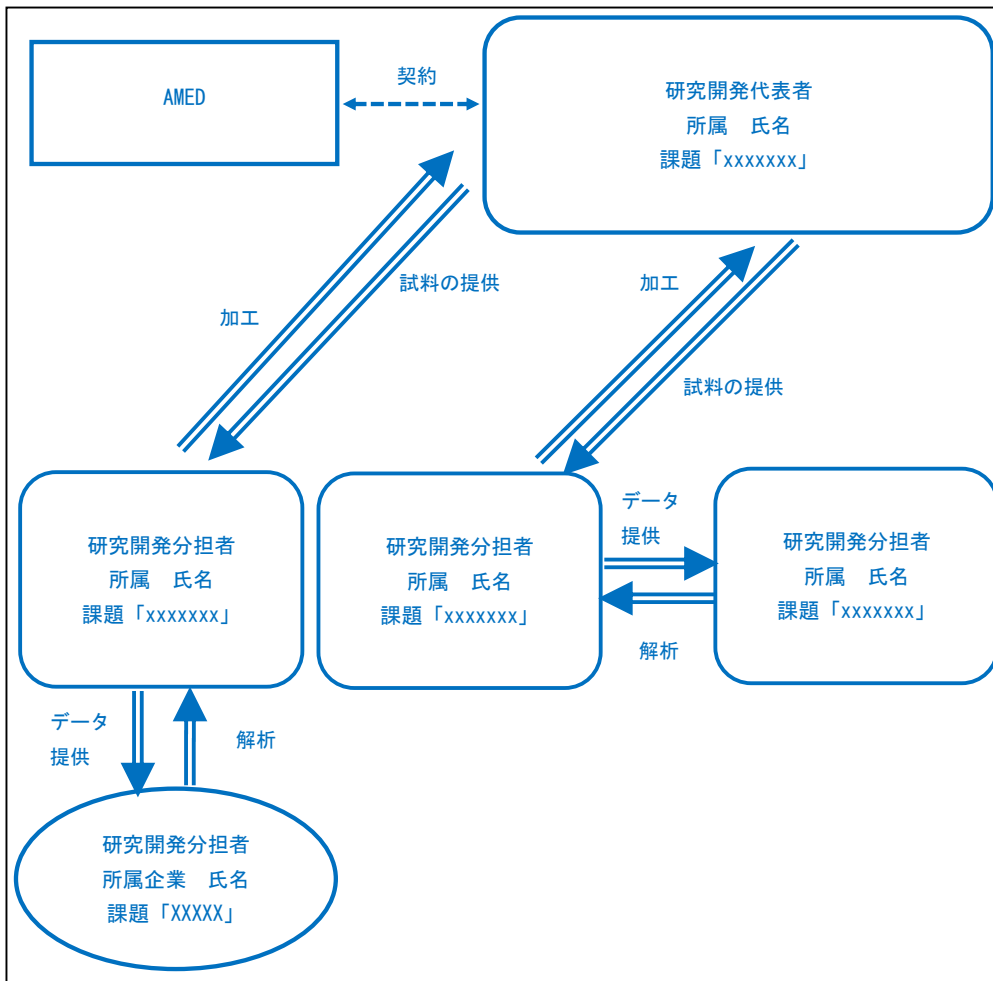 AMED
契約
研究開発代表者
所属　氏名
課題「xxxxxxx」
加工
試料の提供
加工
試料の提供
研究開発分担者
所属　氏名
課題「xxxxxxx」
研究開発分担者
所属　氏名
課題「xxxxxxx」
データ
提供
解析
研究開発分担者
所属　氏名
課題「xxxxxxx」
データ
提供
解析
研究開発分担者
所属企業　氏名
課題「XXXXX」